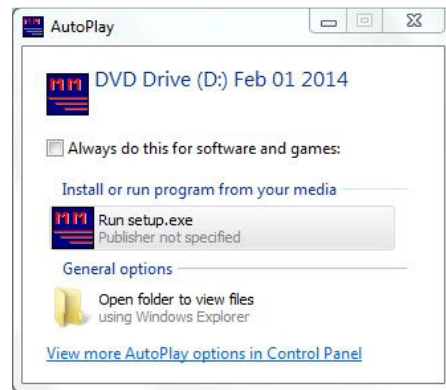 AutoPlay
MM
DVD Drive (D:) Feb 01 2014
Always do this for software and games:
Install or run program from your media
MM
Run setup.exe
Publisher not specified
General options
Open folder to view files
using Windows Explorer
View more AutoPlay options in Control Panel